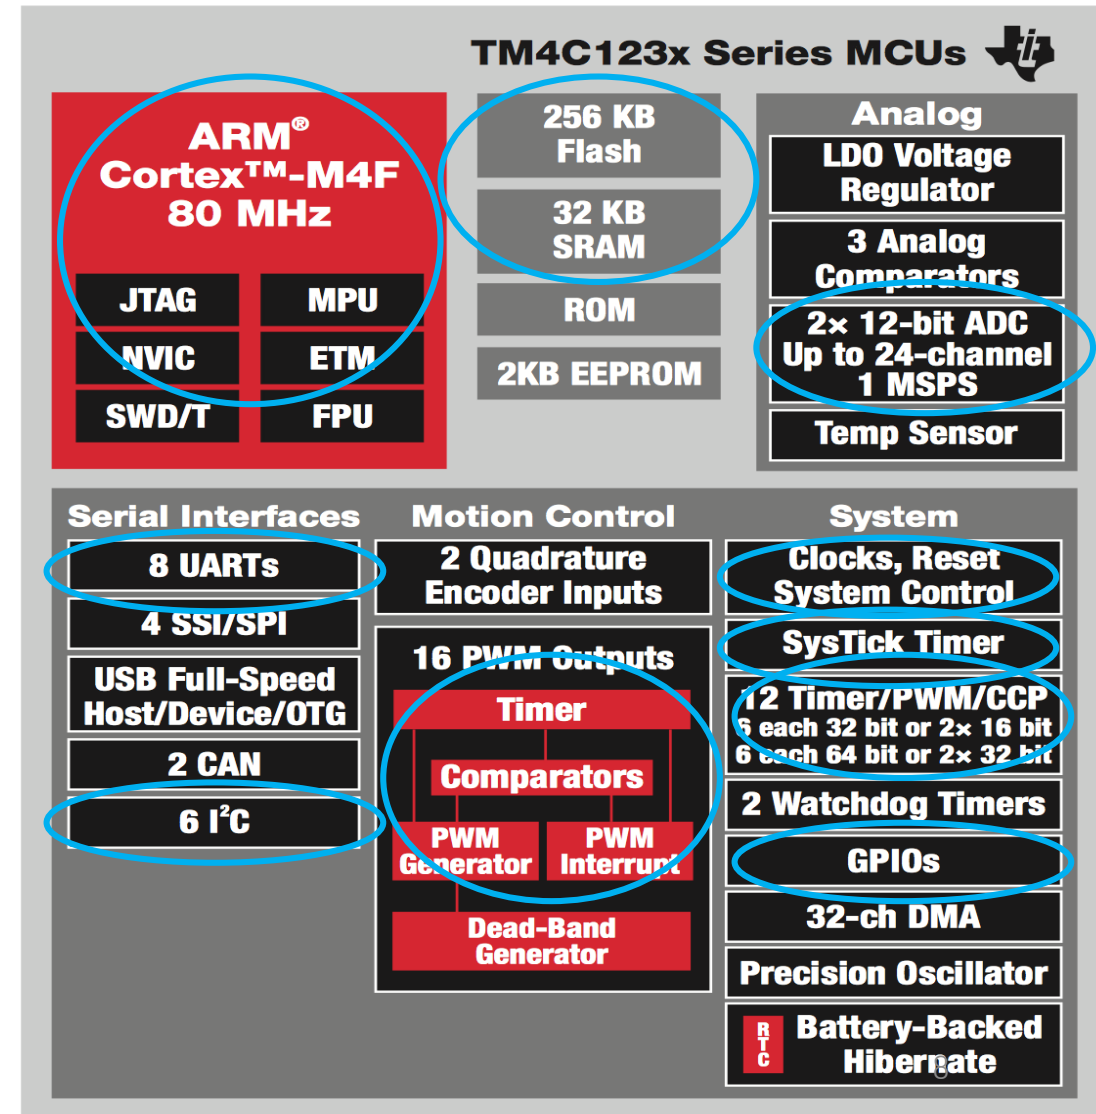 TM4C123x Series MCUs
ARM®
Cortex™-M4F
80 MHz
JTAG
MPU
NVIC
ETM
SWD/T
FPU
256 KB
Flash
32 KB
SRAM
ROM
2KB EEPROM
Analog
LDO Voltage
Regulator
3 Analog
Comparators
2× 12-bit ADC
Up to 24-channel
1 MSPS
Temp Sensor
Serial Interfaces
8 UARTs
4 SSI/SPI
USB Full-Speed
Host/Device/OTG
2 CAN
6 I²C
Motion Control
2 Quadrature
Encoder Inputs
16 PWM Outputs
Timer
Comparators
PWM
Generator
PWM
Interrupt
Dead-Band
Generator
System
Clocks, Reset
System Control
SysTick Timer
12 Timer/PWM/CCP
6 each 32 bit or 2× 16 bit
6 each 64 bit or 2× 32 bit
2 Watchdog Timers
GPIOs
32-ch DMA
Precision Oscillator
RTC
Battery-Backed
Hibernate
8